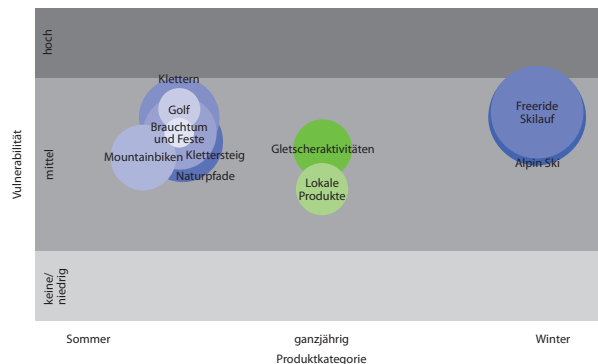 hoch
Klettern
Golf
Brauchtum
und Feste
Mountainbiken
Klettersteig
Naturpfade
Gletscheraktivitäten
Lokale
Produkte
Freeride
Skilauf
Alpin Ski
Vulnerabilität
mittel
keine/
niedrig
Sommer
ganzjährig
Winter
Produktkategorie